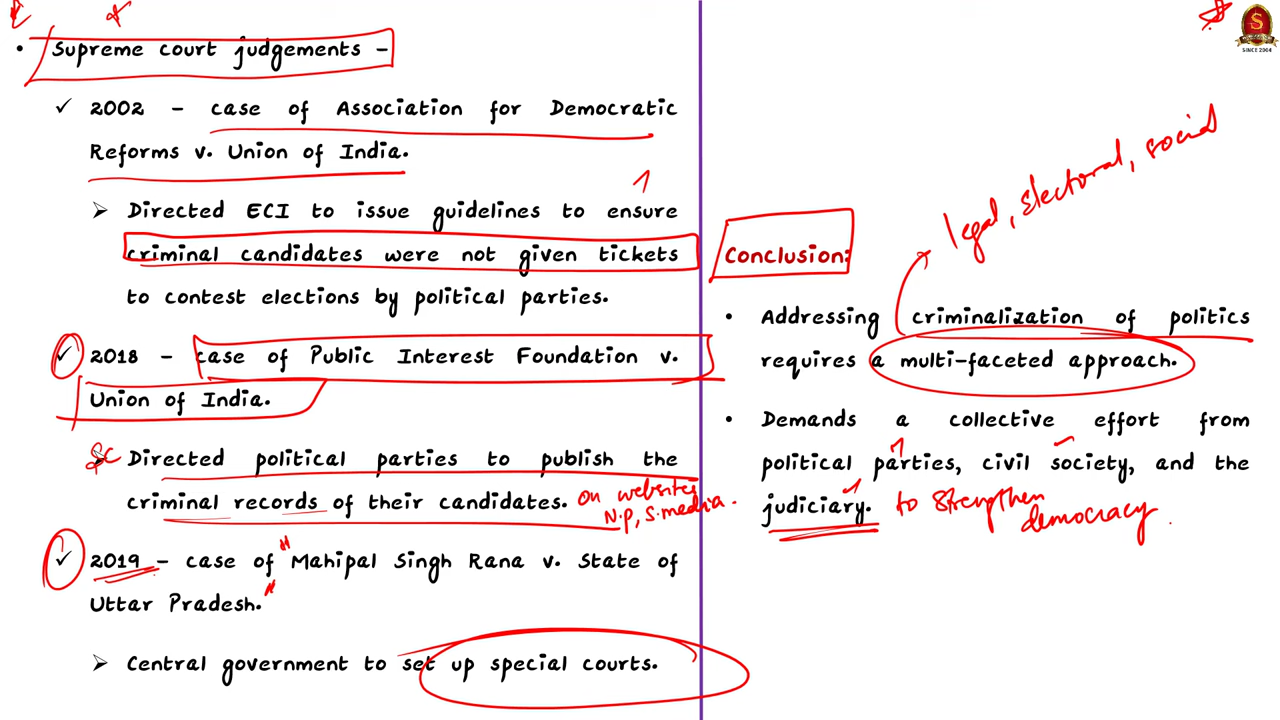 • Supreme court judgements -
✓ 2002 - case of Association for Democratic
Reforms v. Union of India.
➢ Directed ECI to issue guidelines to ensure
criminal candidates were not given tickets
to contest elections by political parties.
✓ 2018 - case of Public Interest Foundation v.
Union of India.
SC Directed political parties to publish the
criminal records of their candidates. on websites
N.p, S.media.
✓ 2019 - case of "Mahipal Singh Rana v. State of
Uttar Pradesh."
➢ Central government to set up special courts.
S
SINCE 2004
legal, electoral, social
Conclusion:
• Addressing criminalization of politics
requires a multi-faceted approach.
• Demands a collective effort from
political parties, civil society, and the
judiciary. to strengthen
democracy.